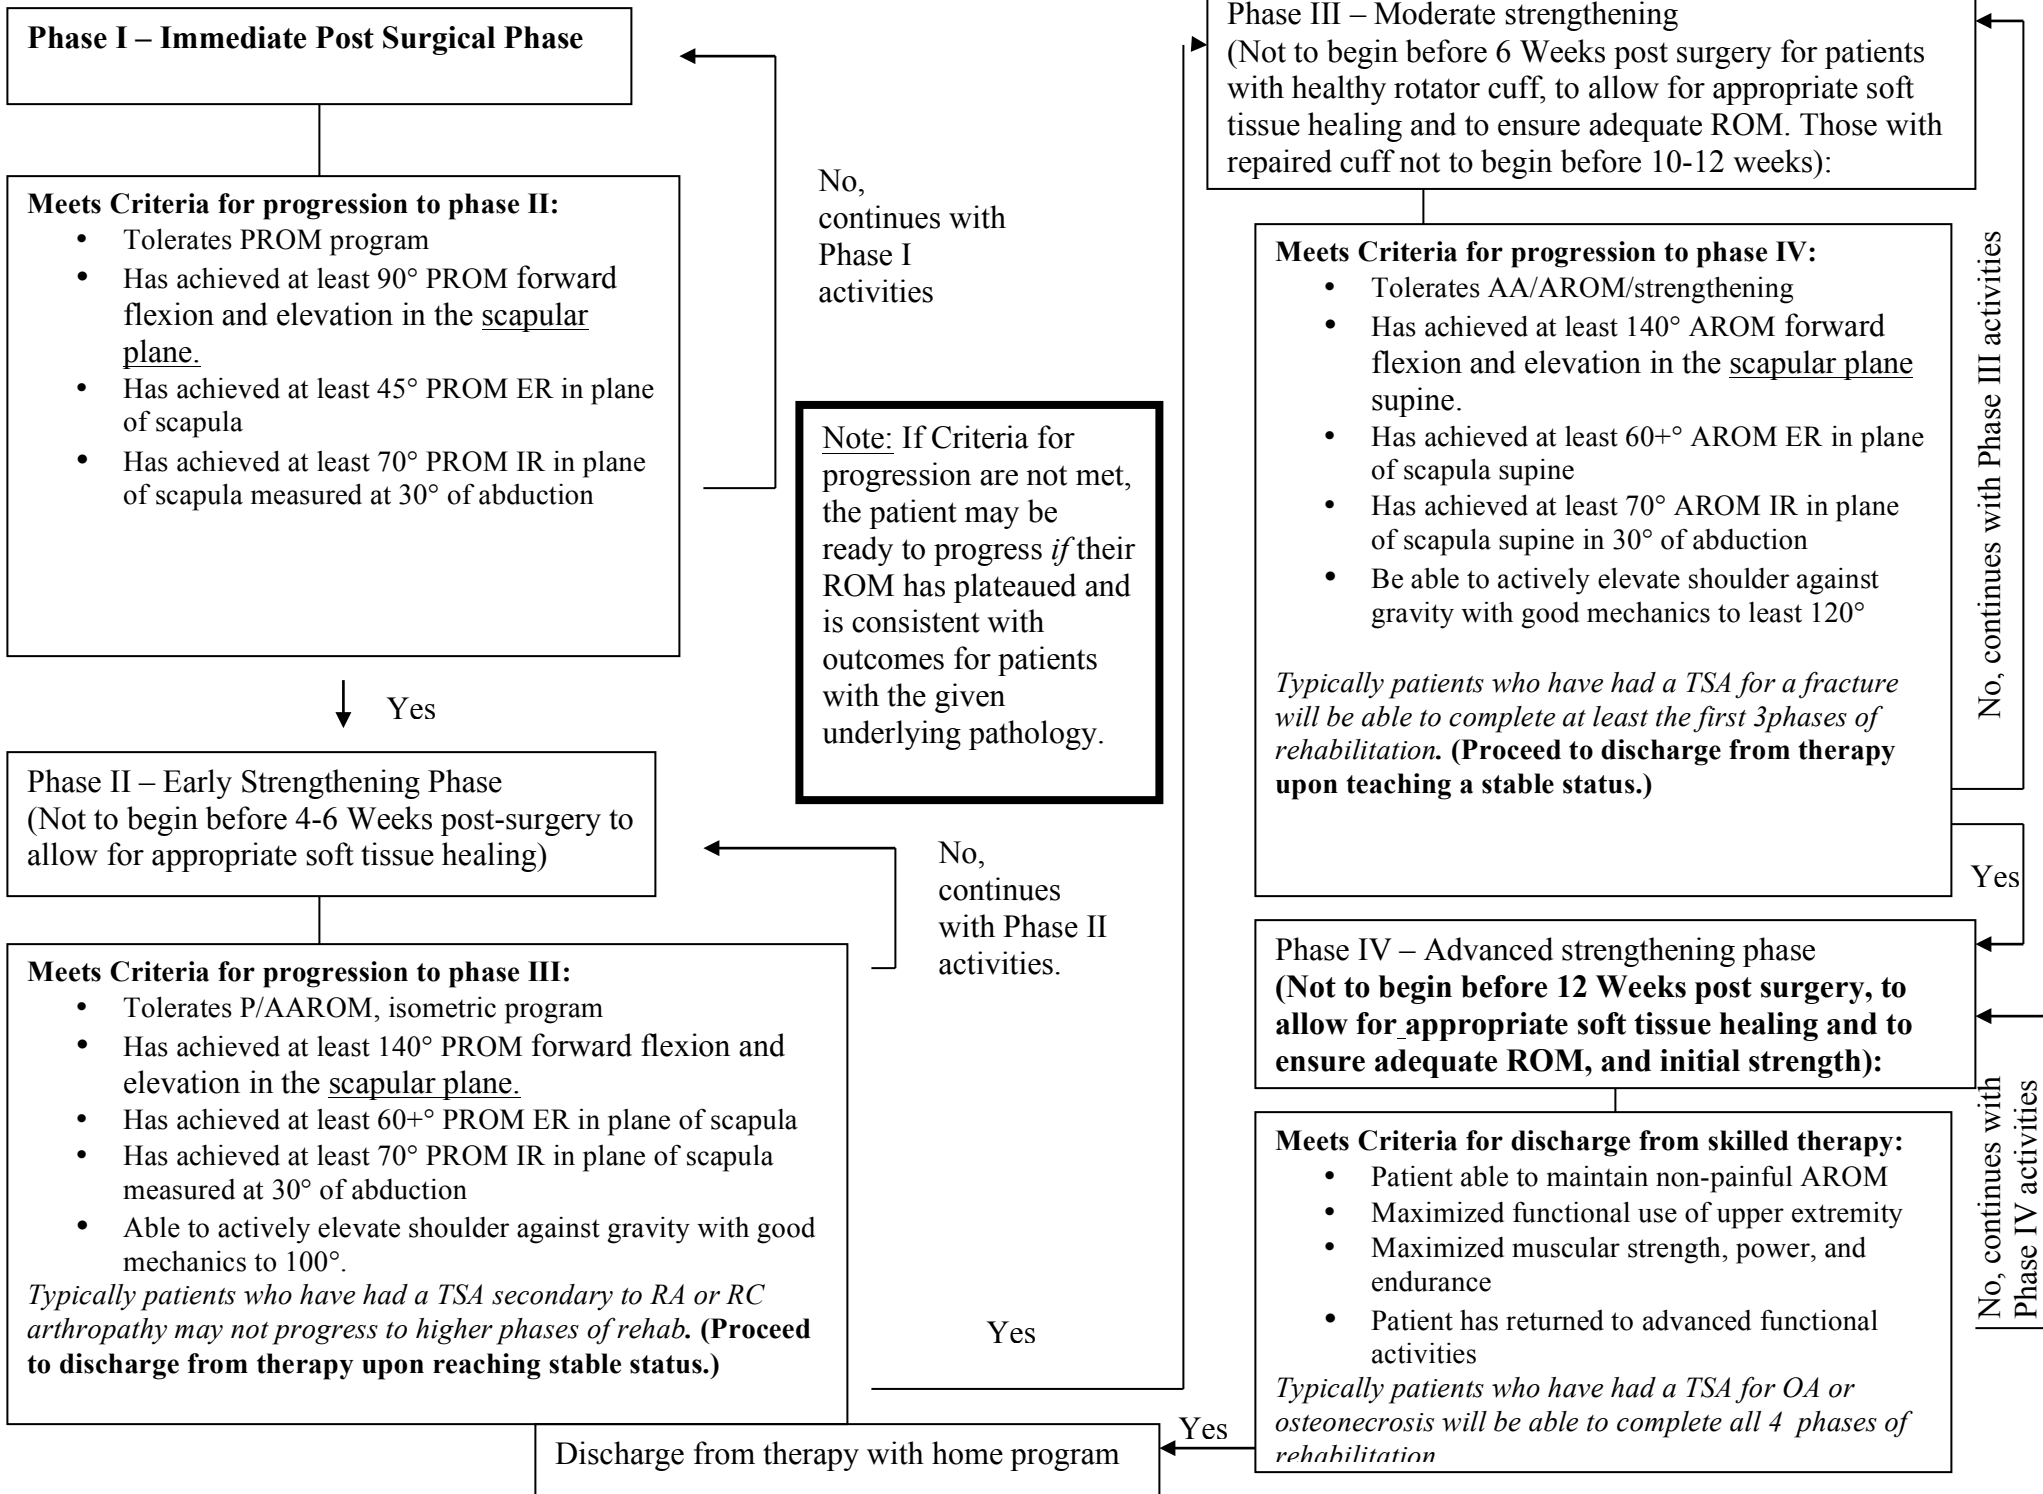 Phase I – Immediate Post Surgical Phase
Meets Criteria for progression to phase II:
• Tolerates PROM program
• Has achieved at least 90° PROM forward
flexion and elevation in the scapular
plane.
• Has achieved at least 45° PROM ER in plane
of scapula
• Has achieved at least 70° PROM IR in plane
of scapula measured at 30° of abduction
No,
continues with
Phase I
activities
Yes
Phase II – Early Strengthening Phase
(Not to begin before 4-6 Weeks post-surgery to
allow for appropriate soft tissue healing)
Meets Criteria for progression to phase III:
• Tolerates P/AAROM, isometric program
• Has achieved at least 140° PROM forward flexion and
elevation in the scapular plane.
• Has achieved at least 60+° PROM ER in plane of scapula
• Has achieved at least 70° PROM IR in plane of scapula
measured at 30° of abduction
• Able to actively elevate shoulder against gravity with good
mechanics to 100°.
Typically patients who have had a TSA secondary to RA or RC
arthropathy may not progress to higher phases of rehab. (Proceed
to discharge from therapy upon reaching stable status.)
No,
continues
with Phase II
activities.
Yes
Note: If Criteria for
progression are not met,
the patient may be
ready to progress if their
ROM has plateaued and
is consistent with
outcomes for patients
with the given
underlying pathology.
Phase III – Moderate strengthening
(Not to begin before 6 Weeks post surgery for patients
with healthy rotator cuff, to allow for appropriate soft
tissue healing and to ensure adequate ROM. Those with
repaired cuff not to begin before 10-12 weeks):
Meets Criteria for progression to phase IV:
• Tolerates AA/AROM/strengthening
• Has achieved at least 140° AROM forward
flexion and elevation in the scapular plane
supine.
• Has achieved at least 60+° AROM ER in plane
of scapula supine
• Has achieved at least 70° AROM IR in plane
of scapula supine in 30° of abduction
• Be able to actively elevate shoulder against
gravity with good mechanics to least 120°
Typically patients who have had a TSA for a fracture
will be able to complete at least the first 3phases of
rehabilitation. (Proceed to discharge from therapy
upon teaching a stable status.)
No, continues with Phase III activities
Yes
Phase IV – Advanced strengthening phase
(Not to begin before 12 Weeks post surgery, to
allow for appropriate soft tissue healing and to
ensure adequate ROM, and initial strength):
Meets Criteria for discharge from skilled therapy:
• Patient able to maintain non-painful AROM
• Maximized functional use of upper extremity
• Maximized muscular strength, power, and
endurance
• Patient has returned to advanced functional
activities
Typically patients who have had a TSA for OA or
osteonecrosis will be able to complete all 4 phases of
rehabilitation
No, continues with
Phase IV activities
Yes
Discharge from therapy with home program